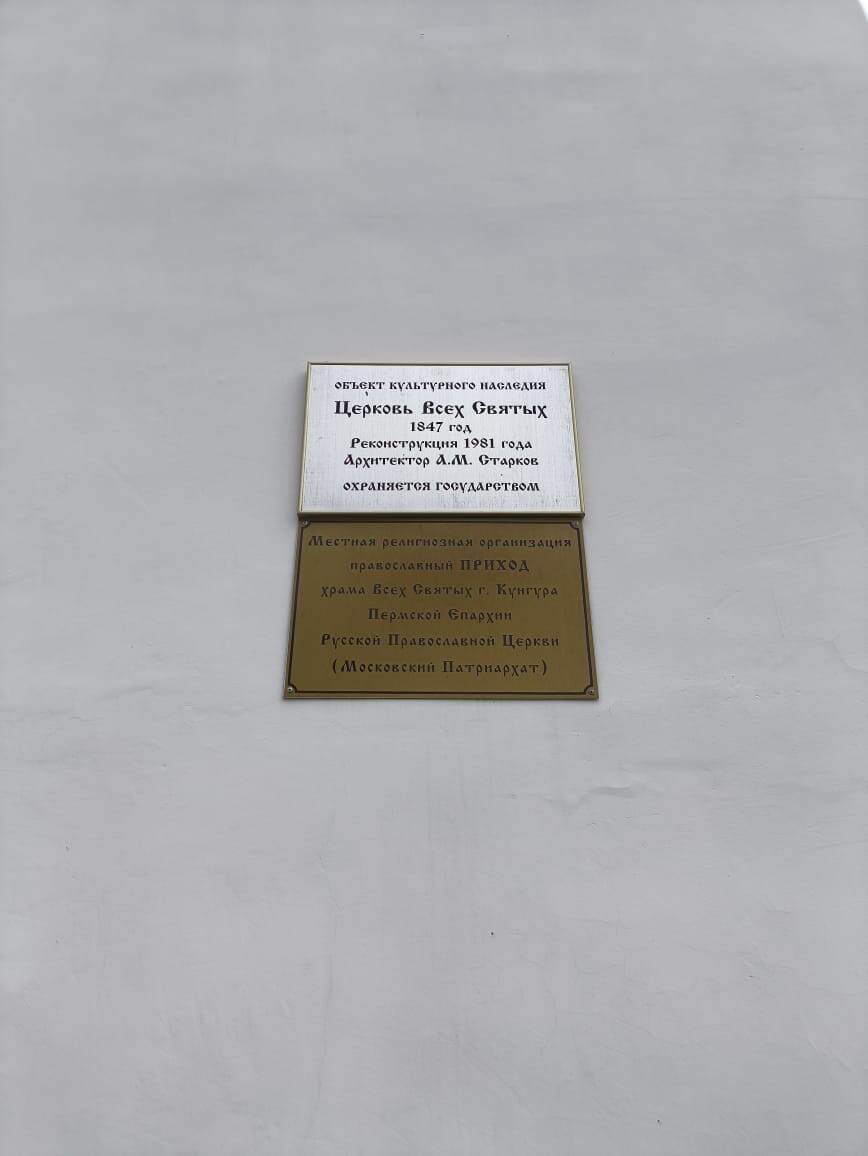 объект культурного наследия
Церковь Всех Святых
1847 год
Реконструкция 1981 года
Архитектор А.М. Старков
охраняется государством
Местная религиозная организация
православный ПРИХОД
храма Всех Святых г. Кунгура
Пермской Епархии
Русской Православной Церкви
(Московский Патриархат)